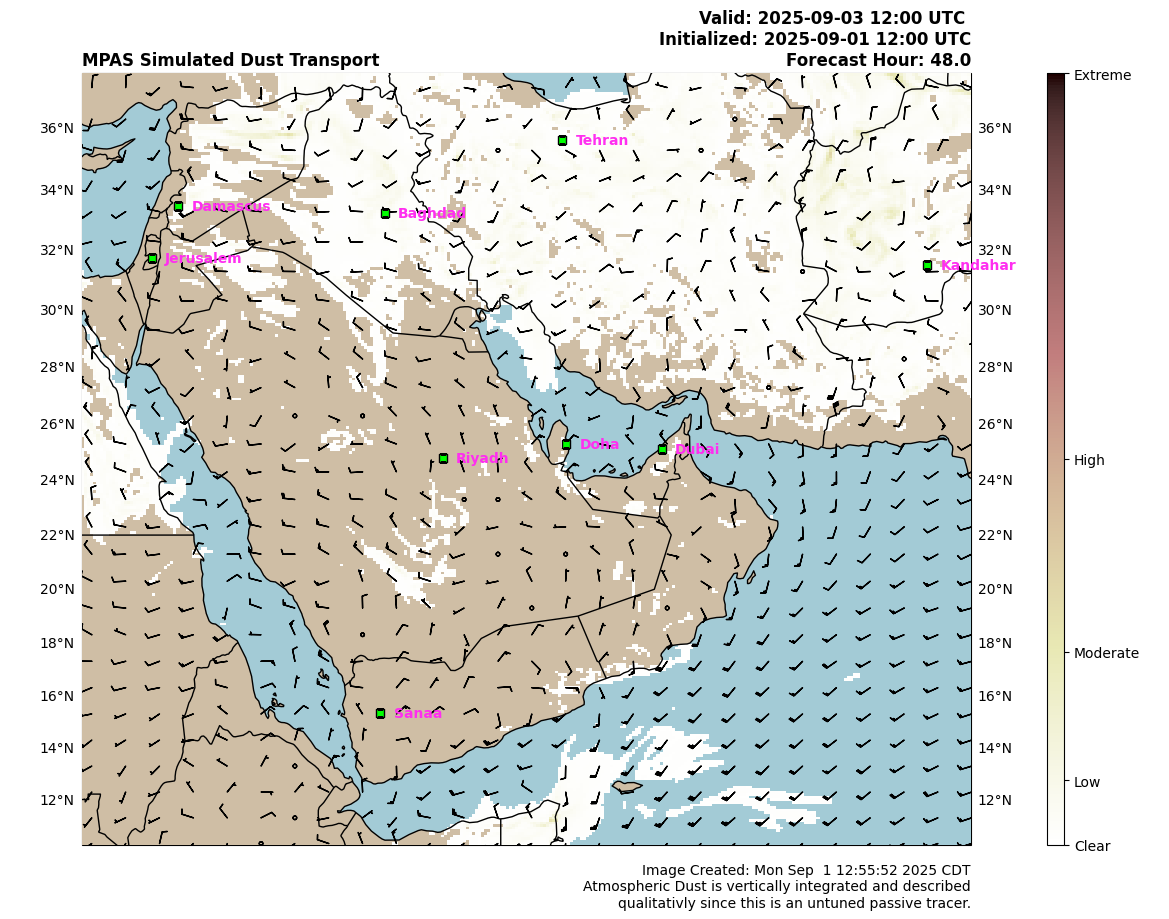 Valid: 2025-09-03 12:00 UTC
Initialized: 2025-09-01 12:00 UTC
MPAS Simulated Dust Transport
Forecast Hour: 48.0
Extreme
36°N
Tehran
36°N
34°N
34°N
Damascus
Baghdad
32°N
32°N
Jerusalem
Kandahar
30°N
30°N
28°N
28°N
26°N
26°N
Doha
Dubai
Riyadh
High
24°N
24°N
22°N
22°N
20°N
20°N
18°N
18°N
Moderate
16°N
16°N
Sanaa
14°N
14°N
Low
12°N
12°N
Clear
Image Created: Mon Sep  1 12:55:52 2025 CDT
Atmospheric Dust is vertically integrated and described
qualitativly since this is an untuned passive tracer.